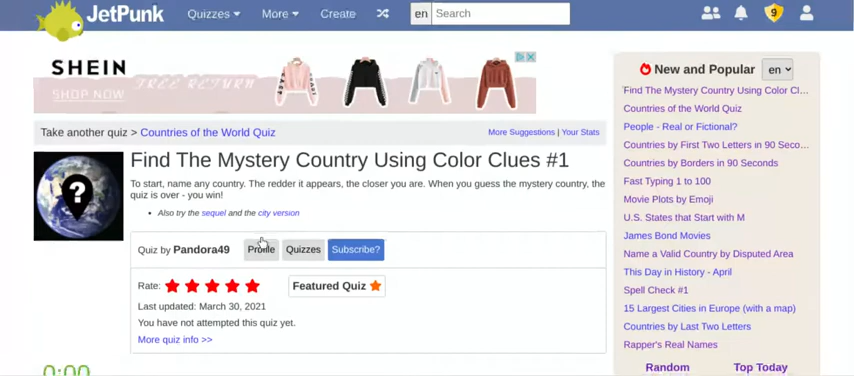 JetPunk
Quizzes
More
Create
en
Search
9
SHEIN
SHOW NOW
FREE RETURN
Take another quiz > Countries of the World Quiz
More Suggestions | Your Stats
Find The Mystery Country Using Color Clues #1
To start, name any country. The redder it appears, the closer you are. When you guess the mystery country, the
quiz is over - you win!
Also try the sequel and the city version
Quiz by Pandora49
Profile
Quizzes
Subscribe?
Rate:
Featured Quiz
Last updated: March 30, 2021
You have not attempted this quiz yet.
More quiz info >>
0:00
New and Popular
en
Find The Mystery Country Using Color Cl...
Countries of the World Quiz
People - Real or Fictional?
Countries by First Two Letters in 90 Seco...
Countries by Borders in 90 Seconds
Fast Typing 1 to 100
Movie Plots by Emoji
U.S. States that Start with M
James Bond Movies
Name a Valid Country by Disputed Area
This Day in History - April
Spell Check #1
15 Largest Cities in Europe (with a map)
Countries by Last Two Letters
Rapper's Real Names
Random
Top Today